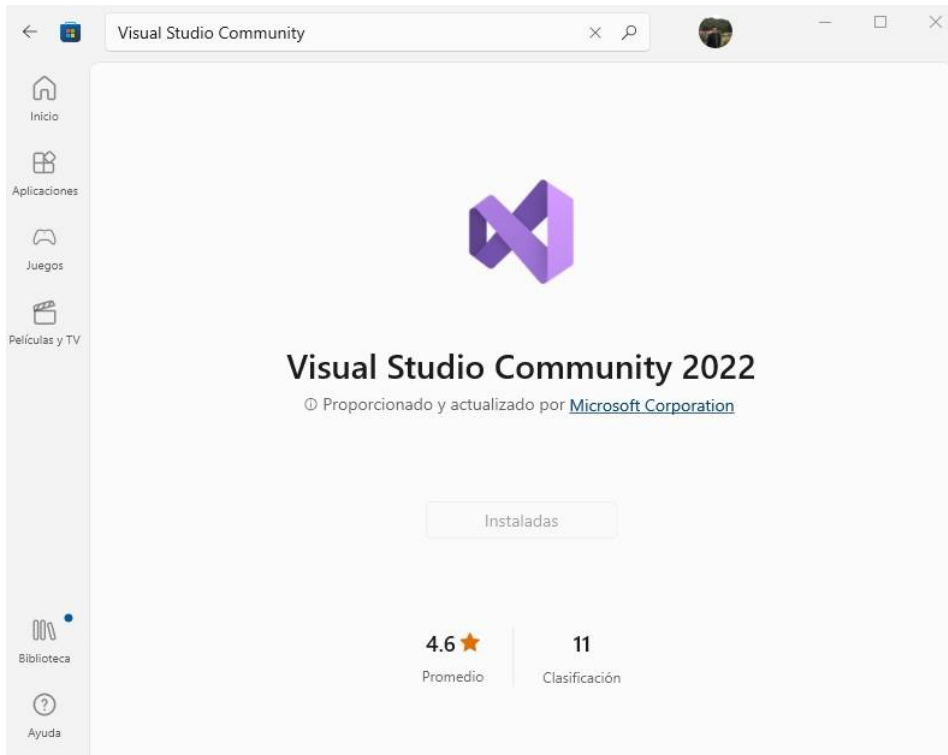 Visual Studio Community
Inicio
Aplicaciones
Juegos
Películas y TV
Visual Studio Community 2022
Proporcionado y actualizado por Microsoft Corporation
Instaladas
4.6
11
Promedio
Clasificación
Biblioteca
Ayuda